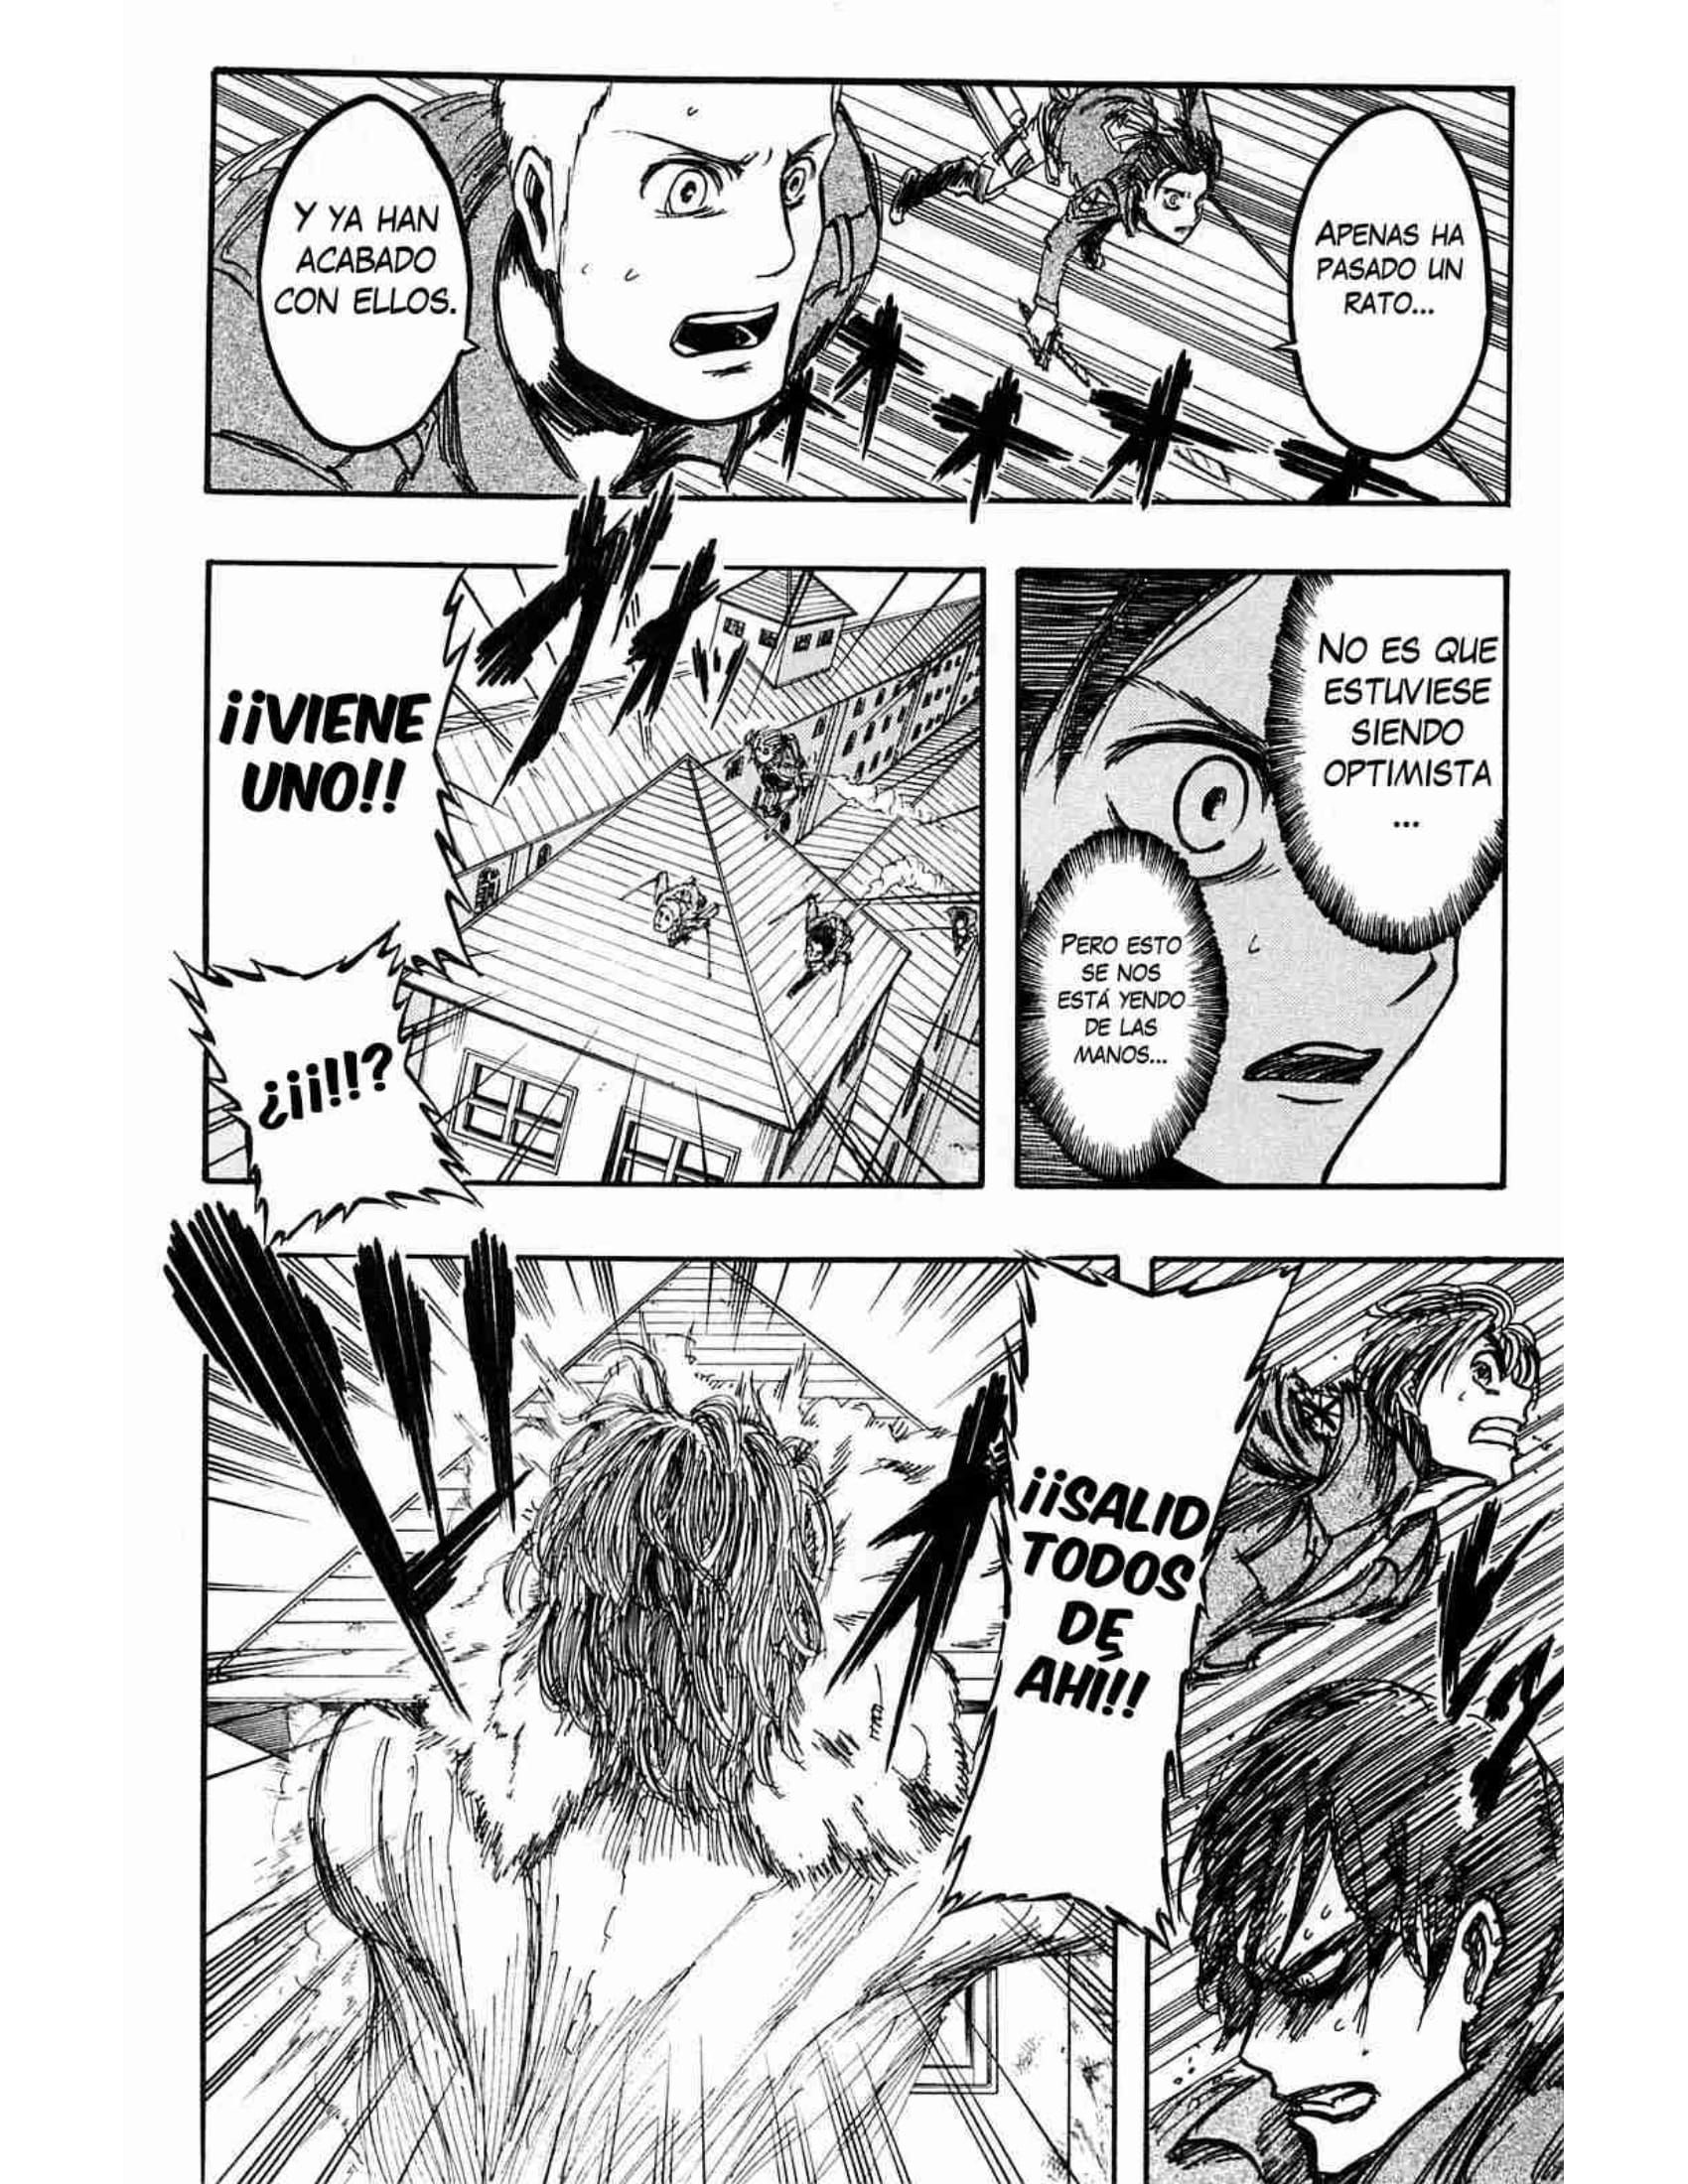 APENAS HA
PASADO UN
RATO...
Y YA HAN
ACABADO
CON ELLOS.
NO ES QUE
ESTUVIESE
SIENDO
OPTIMISTA
...
PERO ESTO
SE NOS
ESTÁ YENDO
DE LAS
MANOS...
¡¡VIENE
UNO!!
¿¡¡!!?
¡¡SALID
TODOS
DE
AHÍ!!